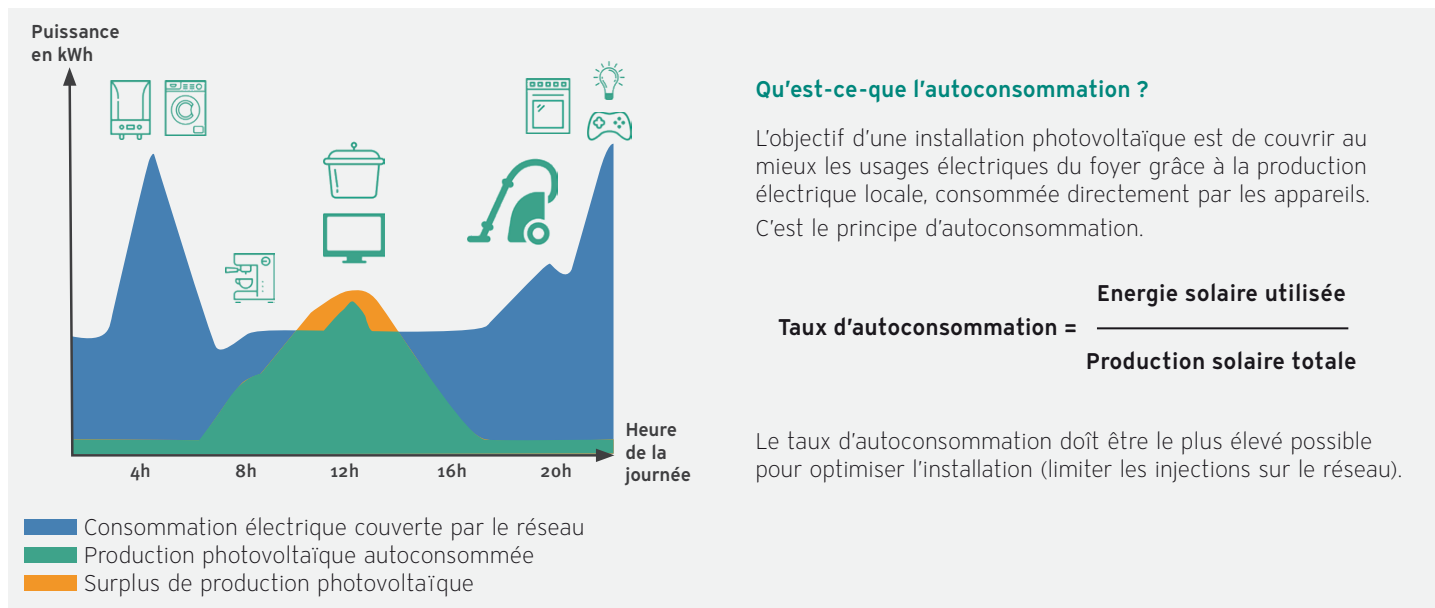 Puissance
en kWh
4h
8h
12h
16h
20h
Heure
de la
journée
Consommation électrique couverte par le réseau
Production photovoltaïque autoconsommée
Surplus de production photovoltaïque
Qu'est-ce-que l'autoconsommation ?
L'objectif d'une installation photovoltaïque est de couvrir au
mieux les usages électriques du foyer grâce à la production
électrique locale, consommée directement par les appareils.
C'est le principe d'autoconsommation.
Energie solaire utilisée
Taux d'autoconsommation =
Production solaire totale
Le taux d'autoconsommation doît être le plus élevé possible
pour optimiser l'installation (limiter les injections sur le réseau).